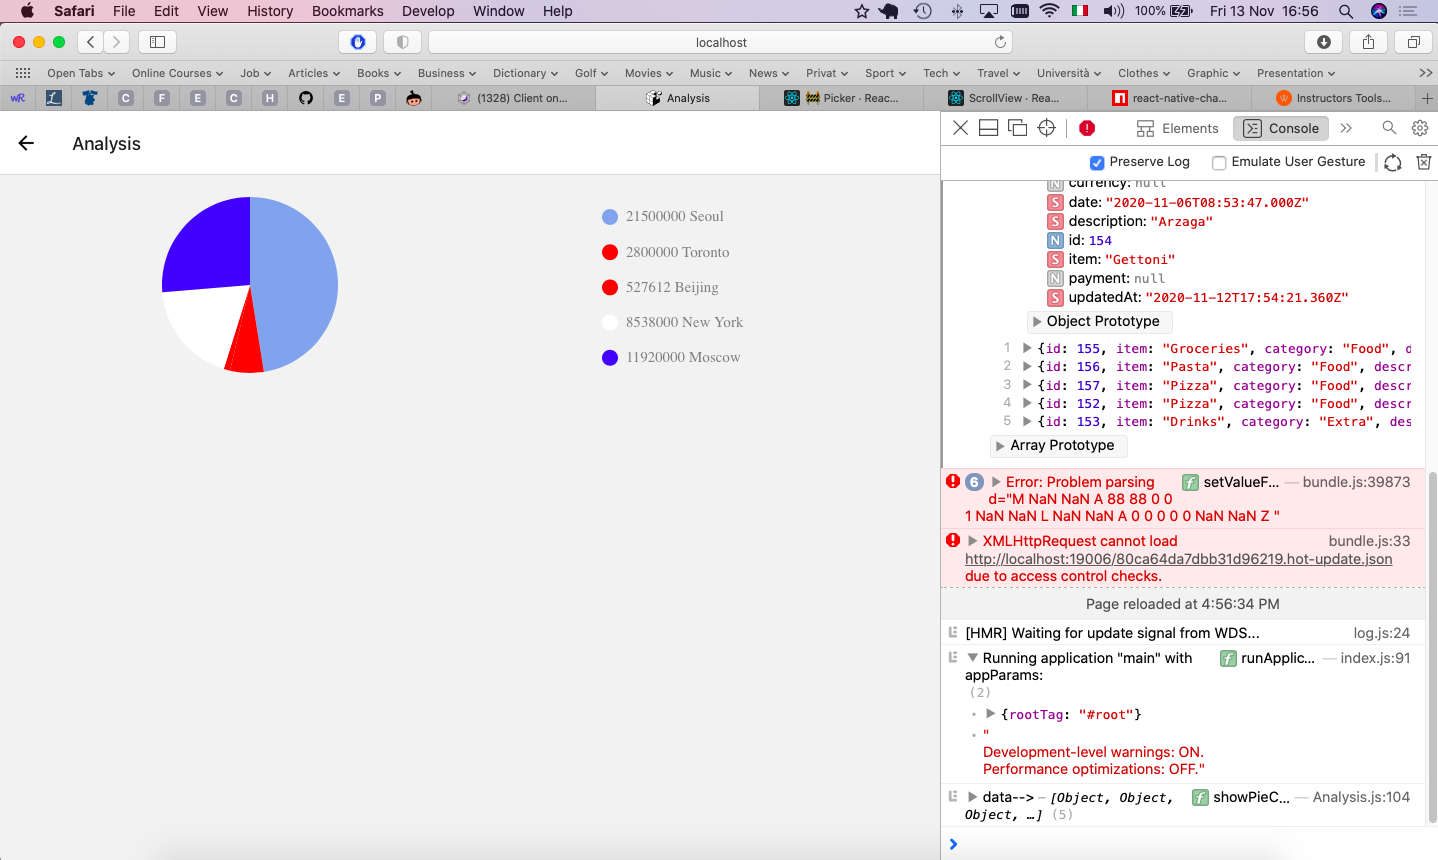 Safari File Edit View History Bookmarks Develop Window Help 100% Fri 13 Nov 16:56
localhost
Open Tabs Online Courses Job Articles Books Business Dictionary Golf Movies Music News Privat Sport Tech Travel Università Clothes Graphic Presentation
wR L C F E C H E P (1328) Client on... Analysis Picker · Reac... ScrollView · Rea... react-native-cha... Instructors Tools...
Analysis
21500000 Seoul
2800000 Toronto
527612 Beijing
8538000 New York
11920000 Moscow
Elements Console
Preserve Log Emulate User Gesture
N currency: null
S date: "2020-11-06T08:53:47.000Z"
S description: "Arzaga"
N id: 154
S item: "Gettoni"
N payment: null
S updatedAt: "2020-11-12T17:54:21.360Z"
Object Prototype
1 {id: 155, item: "Groceries", category: "Food", d
2 {id: 156, item: "Pasta", category: "Food", descr
3 {id: 157, item: "Pizza", category: "Food", descr
4 {id: 152, item: "Pizza", category: "Food", descr
5 {id: 153, item: "Drinks", category: "Extra", des
Array Prototype
6 Error: Problem parsing f setValueF... — bundle.js:39873
d="M NaN NaN A 88 88 0 0
1 NaN NaN L NaN NaN A 0 0 0 0 0 NaN NaN Z "
XMLHttpRequest cannot load bundle.js:33
http://localhost:19006/80ca64da7dbb31d96219.hot-update.json
due to access control checks.
Page reloaded at 4:56:34 PM
[HMR] Waiting for update signal from WDS... log.js:24
Running application "main" with f runApplic... — index.js:91
appParams:
(2)
{rootTag: "#root"}
"
Development-level warnings: ON.
Performance optimizations: OFF."
data--> – [Object, Object, f showPieC... — Analysis.js:104
Object, …] (5)